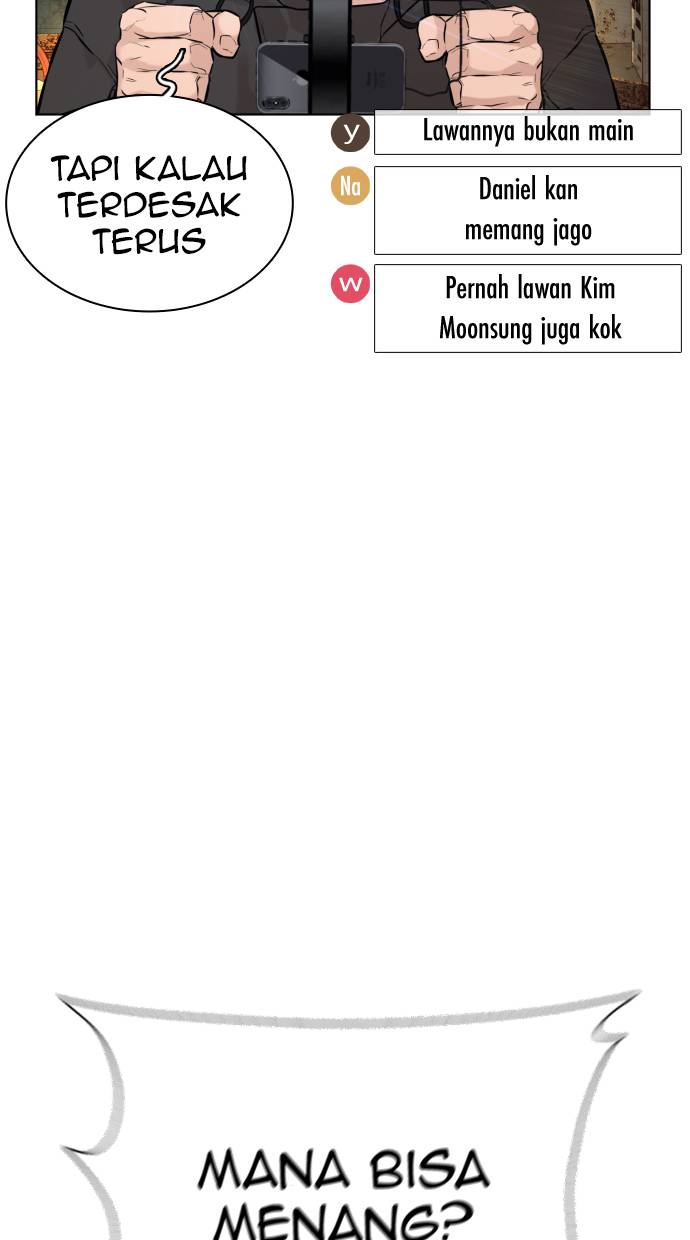 TAPI KALAU
TERDESAK
TERUS
Y
Lawannya bukan main
Na
Daniel kan
memang jago
W
Pernah lawan Kim
Moonsung juga kok
MANA BISA
MENANG?